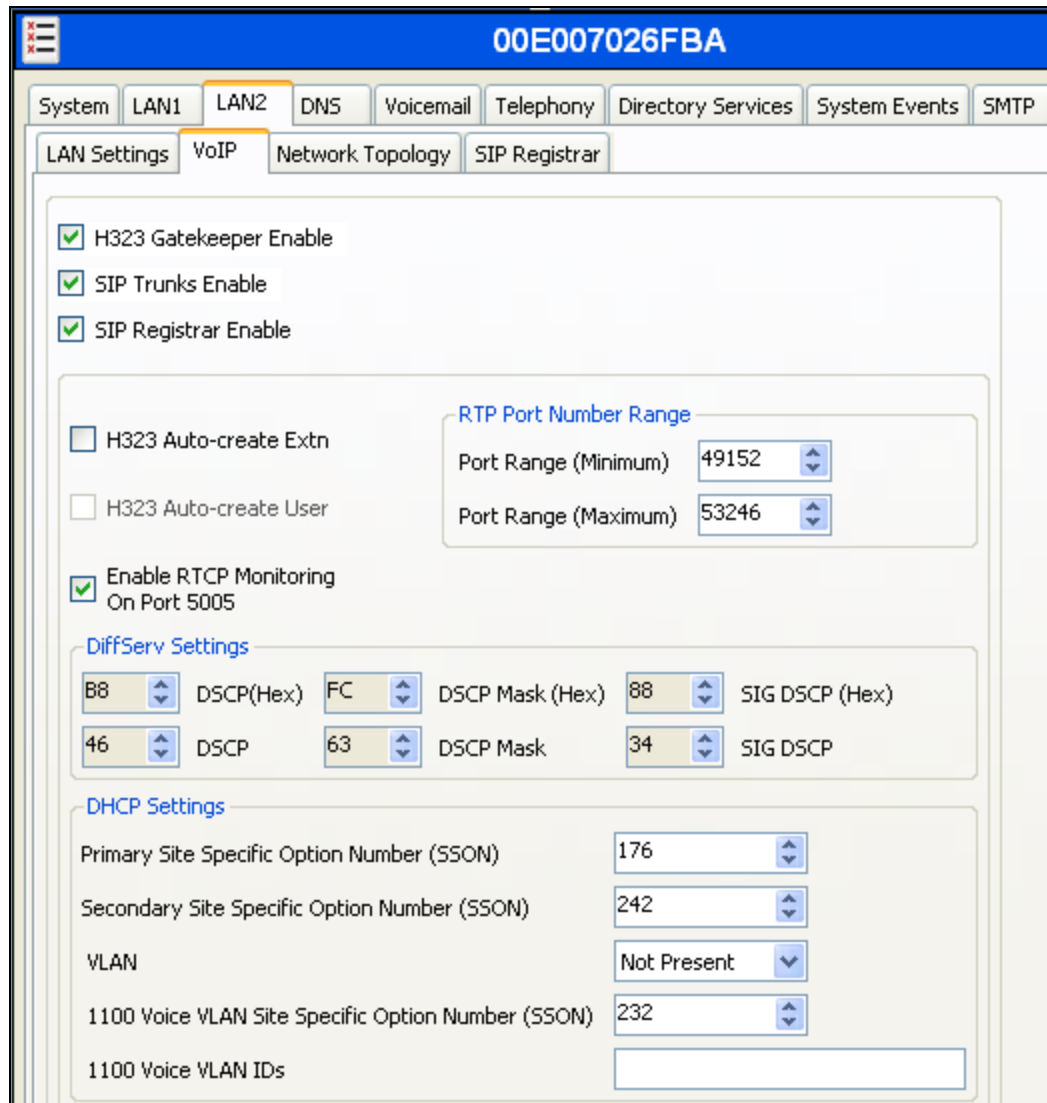 00E007026FBA
System LAN1 LAN2 DNS Voicemail Telephony Directory Services System Events SMTP
LAN Settings VoIP Network Topology SIP Registrar
H323 Gatekeeper Enable
SIP Trunks Enable
SIP Registrar Enable
H323 Auto-create Extn
H323 Auto-create User
RTP Port Number Range
Port Range (Minimum) 49152
Port Range (Maximum) 53246
Enable RTCP Monitoring
On Port 5005
DiffServ Settings
B8 DSCP(Hex) FC DSCP Mask (Hex) 88 SIG DSCP (Hex)
46 DSCP 63 DSCP Mask 34 SIG DSCP
DHCP Settings
Primary Site Specific Option Number (SSON) 176
Secondary Site Specific Option Number (SSON) 242
VLAN Not Present
1100 Voice VLAN Site Specific Option Number (SSON) 232
1100 Voice VLAN IDs